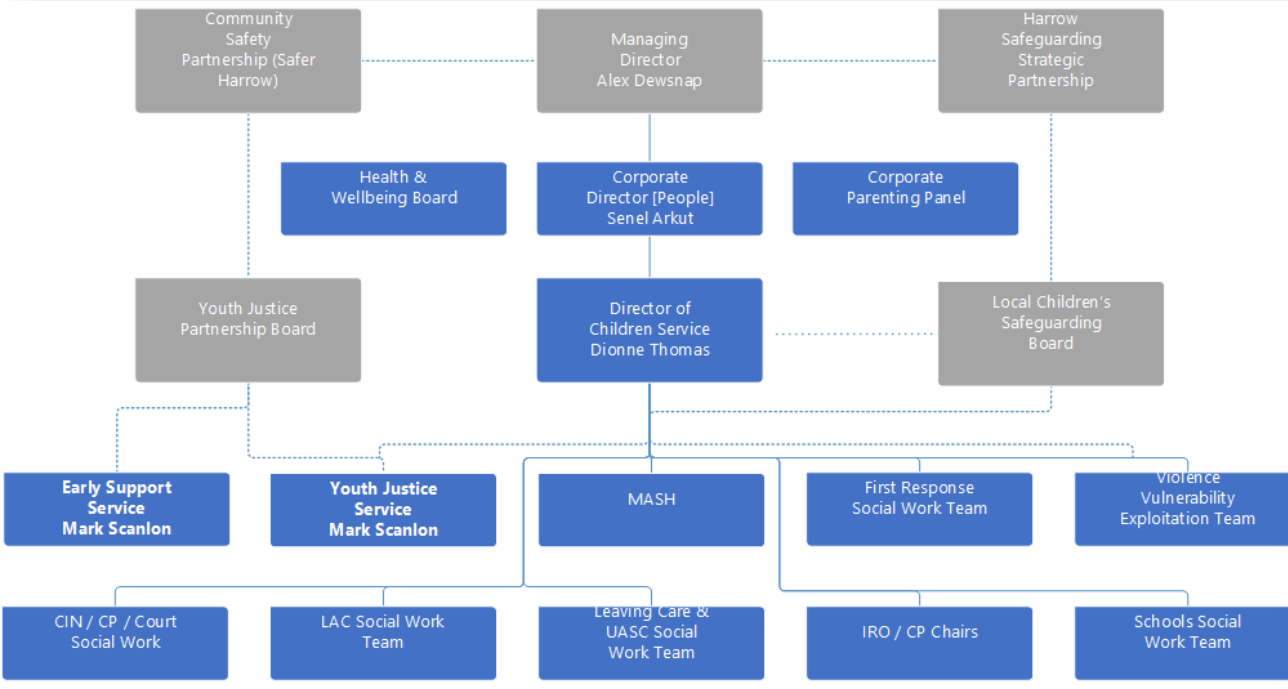 Community
Safety
Partnership (Safer
Harrow)
Managing
Director
Alex Dewsnap
Harrow
Safeguarding
Strategic
Partnership
Health &
Wellbeing Board
Corporate
Director [People]
Senel Arkut
Corporate
Parenting Panel
Youth Justice
Partnership Board
Director of
Children Service
Dionne Thomas
Local Children's
Safeguarding
Board
Early Support
Service
Mark Scanlon
Youth Justice
Service
Mark Scanlon
MASH
First Response
Social Work Team
Violence
Vulnerability
Exploitation Team
CIN / CP / Court
Social Work
LAC Social Work
Team
Leaving Care &
UASC Social
Work Team
IRO / CP Chairs
Schools Social
Work Team